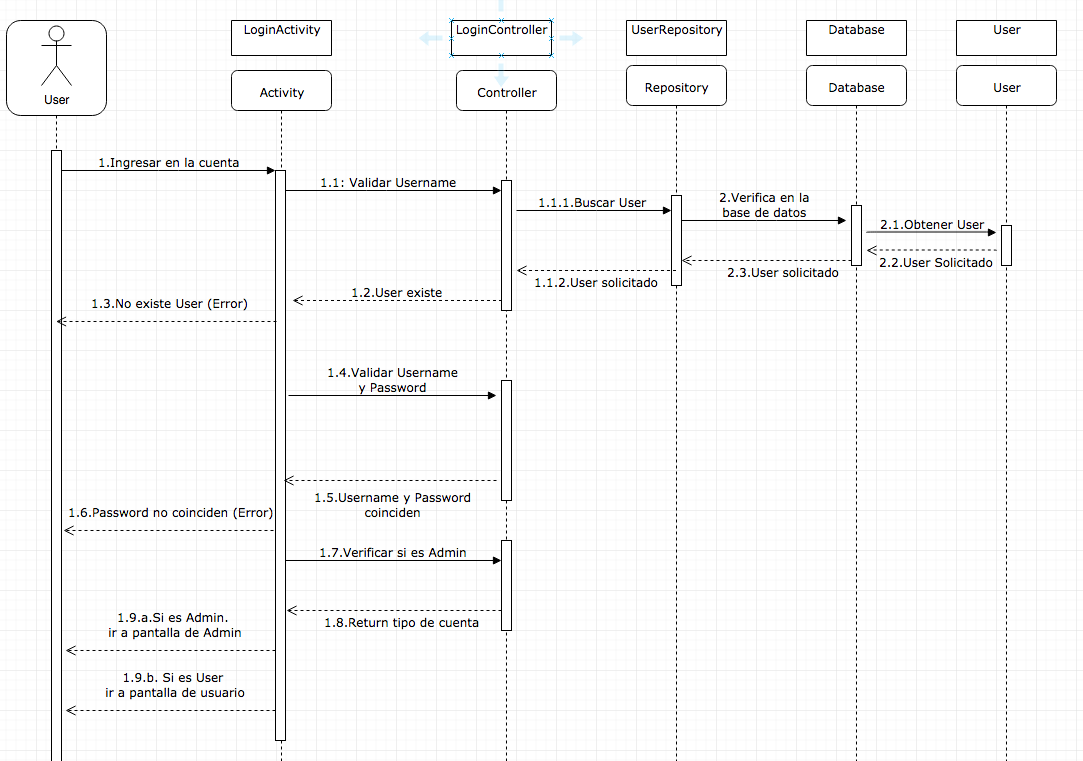 LoginActivity
LoginController
UserRepository
Database
User
User
Activity
Controller
Repository
Database
User
1.Ingresar en la cuenta
1.1: Validar Username
1.1.1.Buscar User
2.Verifica en la
base de datos
2.1.Obtener User
2.2.User Solicitado
2.3.User solicitado
1.1.2.User solicitado
1.2.User existe
1.3.No existe User (Error)
1.4.Validar Username
y Password
1.5.Username y Password
coinciden
1.6.Password no coinciden (Error)
1.7.Verificar si es Admin
1.8.Return tipo de cuenta
1.9.a.Si es Admin.
ir a pantalla de Admin
1.9.b. Si es User
ir a pantalla de usuario